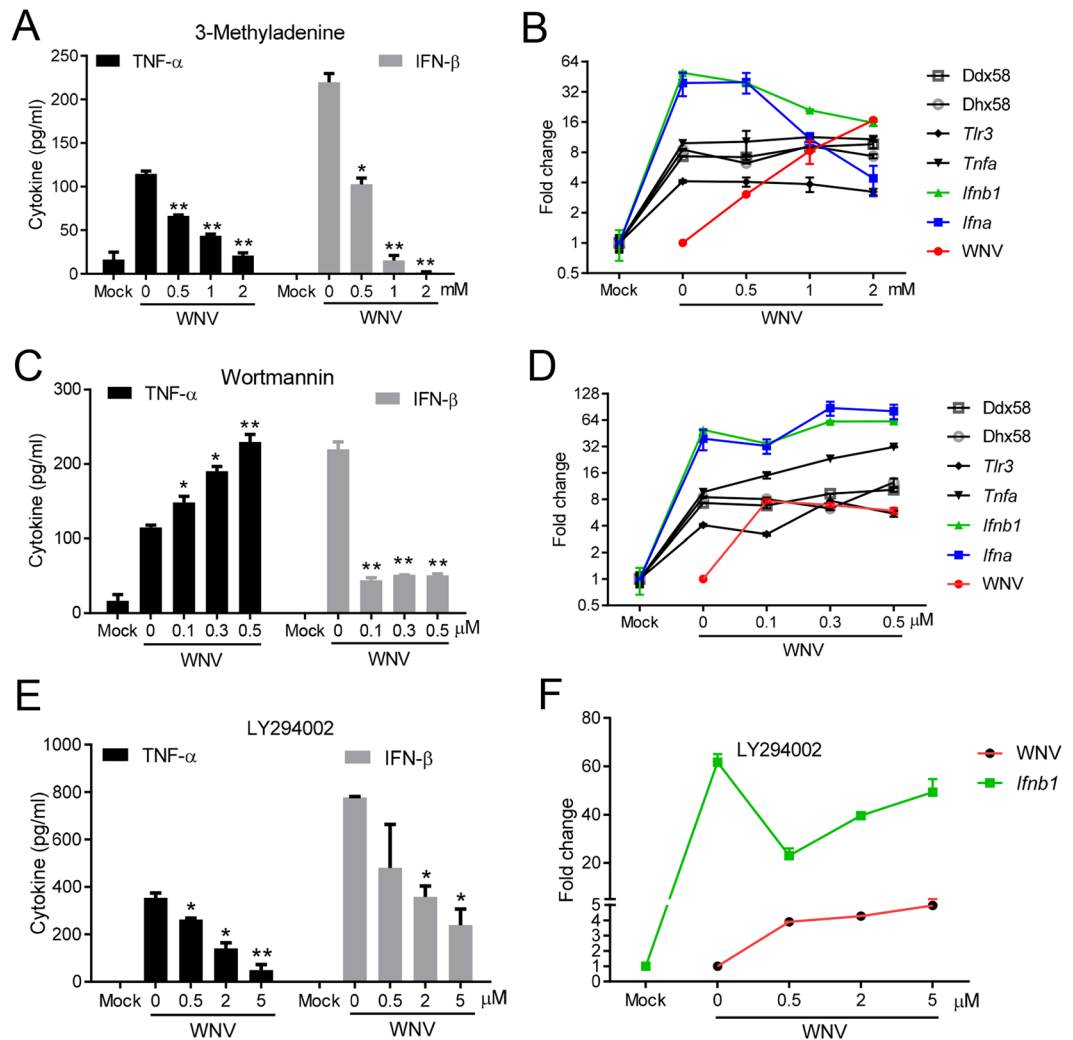 A
3-Methyladenine
TNF-α
IFN-β
Cytokine (pg/ml)
250
200
150
100
50
0
** ** ** * ** **
Mock 0 0.5 1 2 Mock 0 0.5 1 2 mM
WNV WNV
B
Fold change
64
32
16
8
4
2
1
0.5
Mock 0 0.5 1 2 mM
WNV
Ddx58
Dhx58
Tlr3
Tnfa
Ifnb1
Ifna
WNV
C
Wortmannin
TNF-α
IFN-β
Cytokine (pg/ml)
300
200
100
0
* * ** ** ** **
Mock 0 0.1 0.3 0.5 Mock 0 0.1 0.3 0.5 μM
WNV WNV
D
Fold change
128
64
32
16
8
4
2
1
0.5
Mock 0 0.1 0.3 0.5 μM
WNV
Ddx58
Dhx58
Tlr3
Tnfa
Ifnb1
Ifna
WNV
E
LY294002
TNF-α
IFN-β
Cytokine (pg/ml)
1000
800
600
400
200
0
* * ** * *
Mock 0 0.5 2 5 Mock 0 0.5 2 5 μM
WNV WNV
F
LY294002
Fold change
80
60
40
20
5
4
3
2
1
0
Mock 0 0.5 2 5 μM
WNV
WNV
Ifnb1